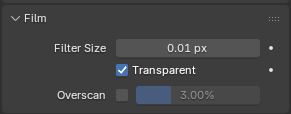 Film
Filter Size 0.01 px
Transparent
Overscan 3.00%